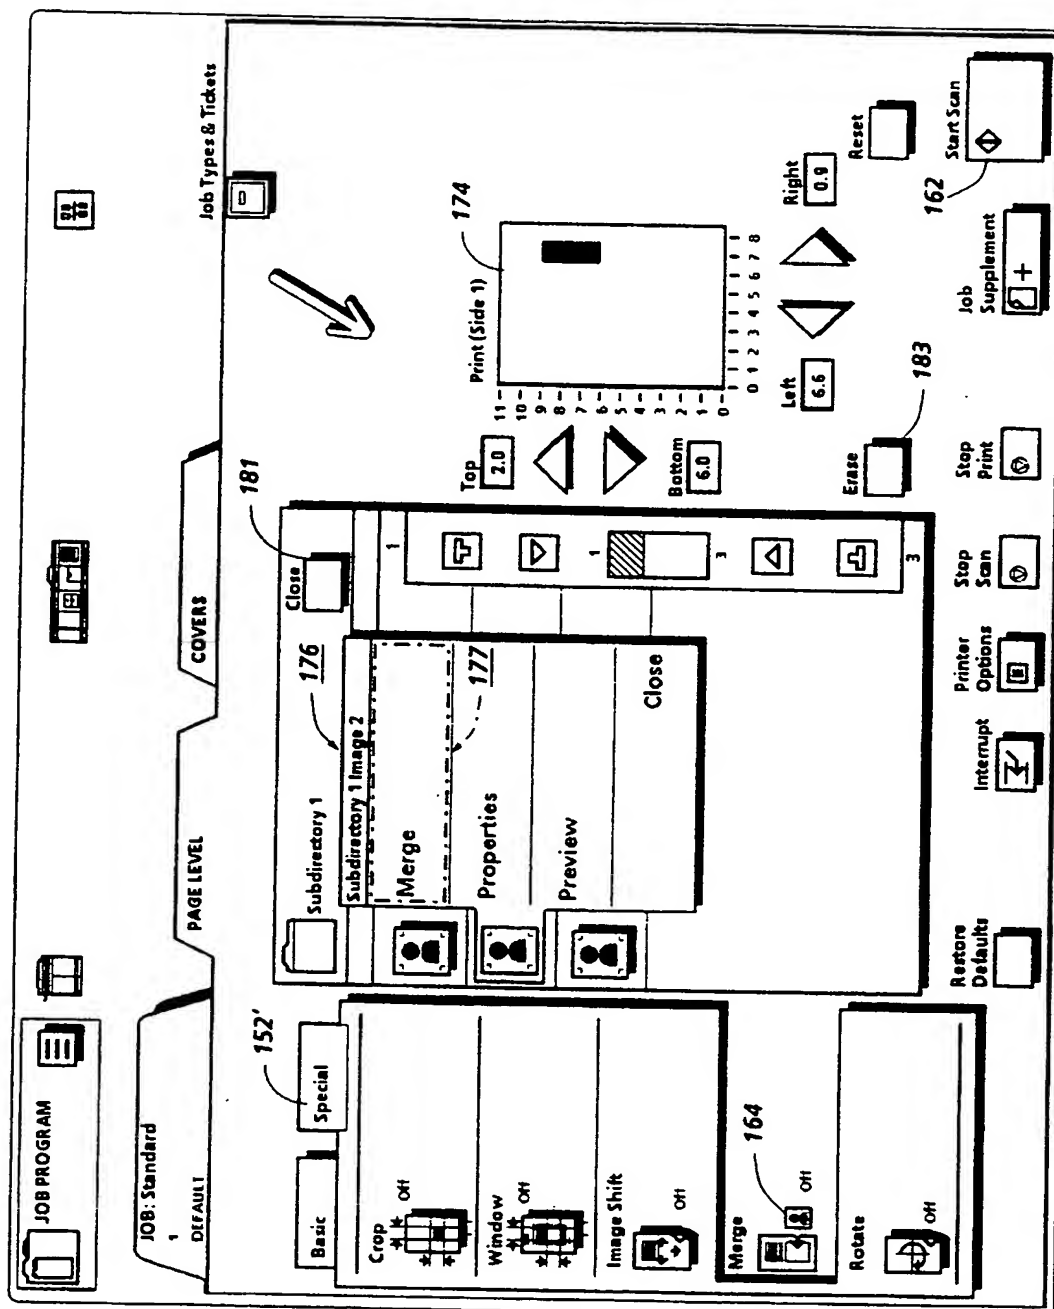 JOB PROGRAM
JOB: Standard
1
DEFAULT
PAGE LEVEL
COVERS
Job Types & Tickets
Basic
Special
152'
Crop
Off
Window
Off
Image Shift
Off
Merge
Off
164
Rotate
Off
Subdirectory 1
Close
181
176
Subdirectory 1 Image 2
Merge
177
Properties
Preview
Close
1
1
3
3
Print (Side 1)
174
11
10
9
8
7
6
5
4
3
2
1
0
0 1 2 3 4 5 6 7 8
Top
2.0
Bottom
6.0
Left
6.6
Right
0.9
Erase
183
Reset
Restore
Defaults
Interrupt
Printer
Options
Stop
Scan
Stop
Print
Job
Supplement
+
Start Scan
162